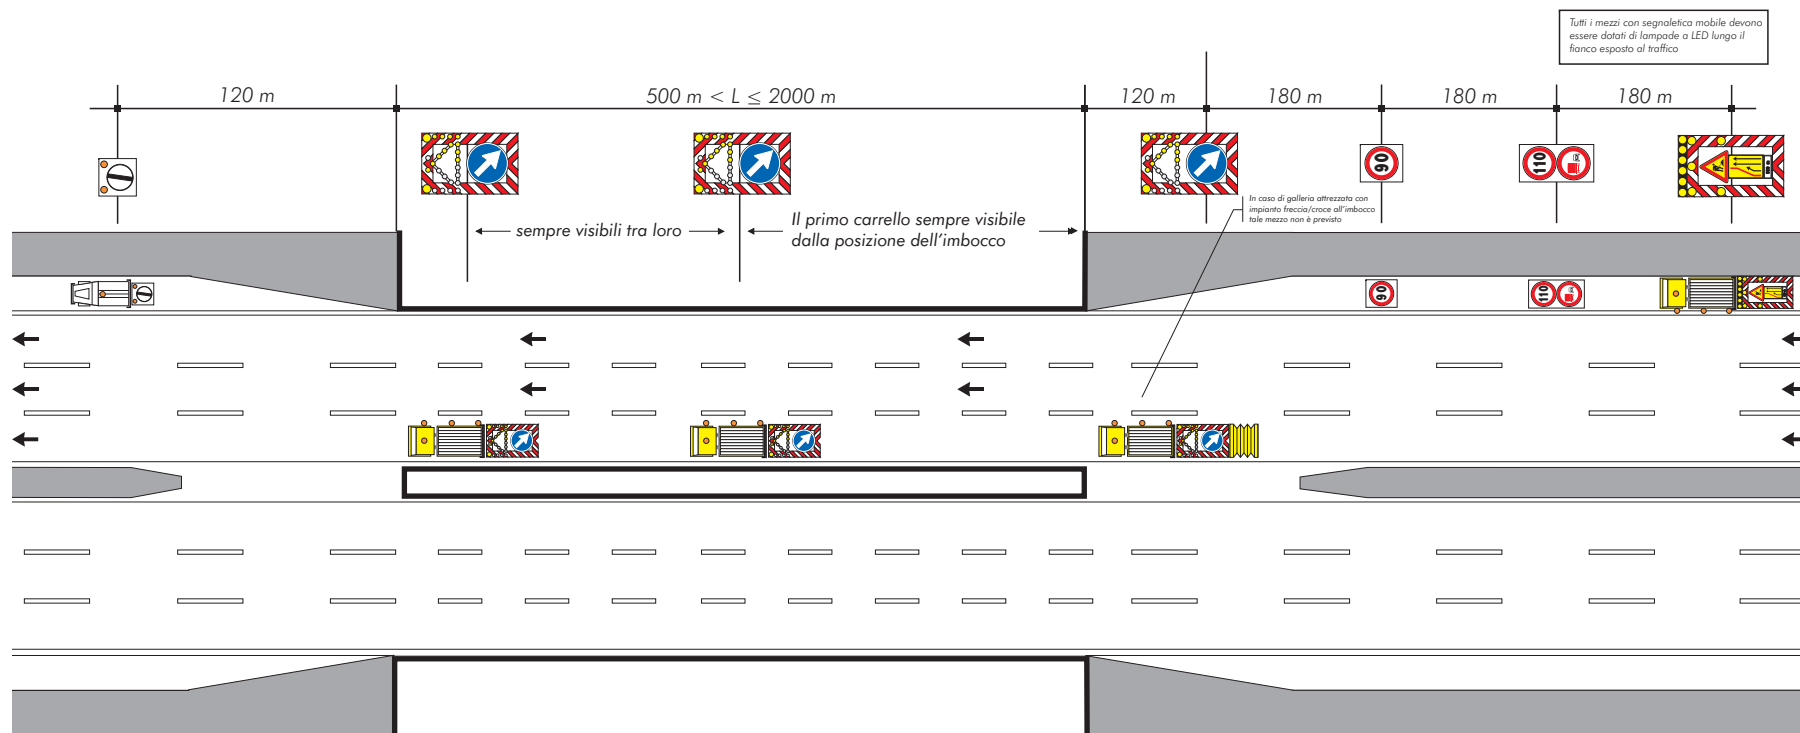 Tutti i mezzi con segnaletica mobile devono
essere dotati di lampade a LED lungo il
fianco esposto al traffico
120 m
500 m < L ≤ 2000 m
120 m
180 m
180 m
180 m
90
110
In caso di galleria attrezzata con
impianto freccia/croce all'imbocco
tale mezzo non è previsto
sempre visibili tra loro
Il primo carrello sempre visibile
dalla posizione dell'imbocco
90
110